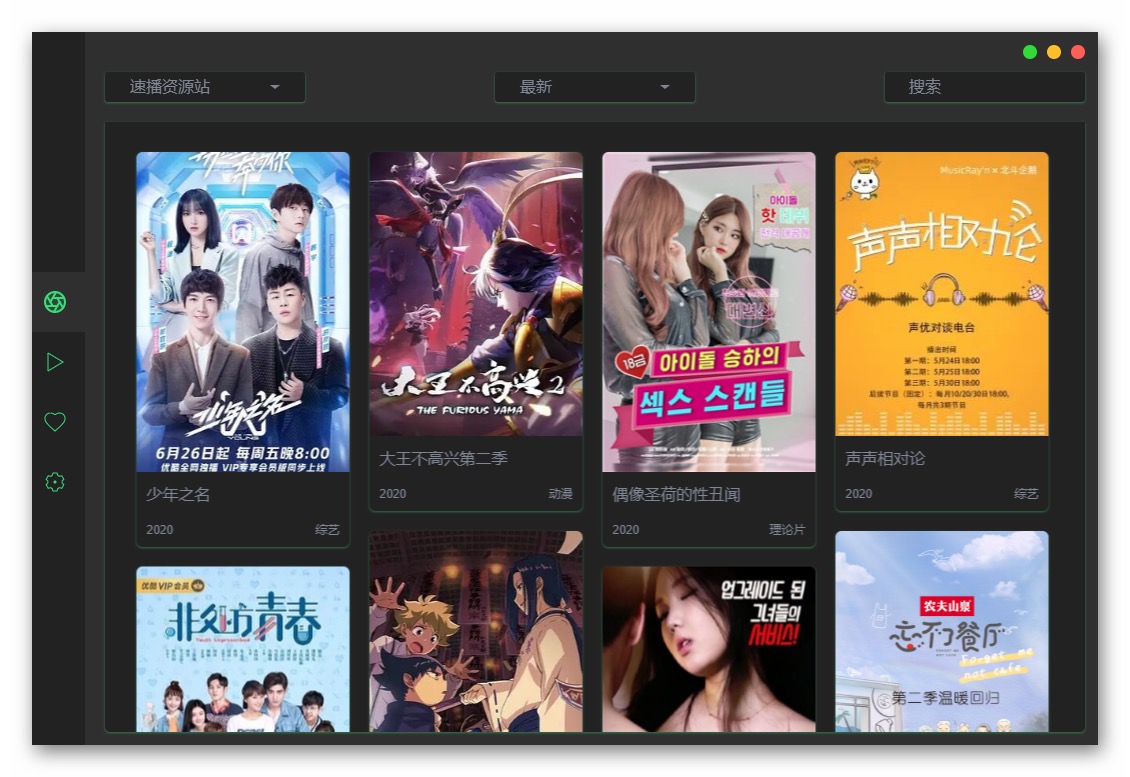 速播资源站
最新
搜索
少年之名
YOUNG
6月26日起 每周五晚8:00
优酷全网独播 VIP专享会员版同步上线
少年之名
2020
综艺
大王不高兴2
THE FURIOUS YAMA
大王不高兴第二季
2020
动漫
아이돌
핫 데뷔
18금
아이돌 승하의
섹스 스캔들
偶像圣荷的性丑闻
2020
理论片
MusicRay'n × 北斗企鹅
声声相对论
声优对谈电台
播出时间
第一期：5月24日18:00
第二期：5月25日18:00
第三期：5月30日18:00
后续节目（固定）：每月10/20/30日18:00,
每月共3期节目
声声相对论
2020
综艺
优酷 VIP 会员
非幻坊青春
업그레이드 된
그녀들의
서비스!
农夫山泉
忘不了餐厅
Forget me
not cafe
第二季温暖回归